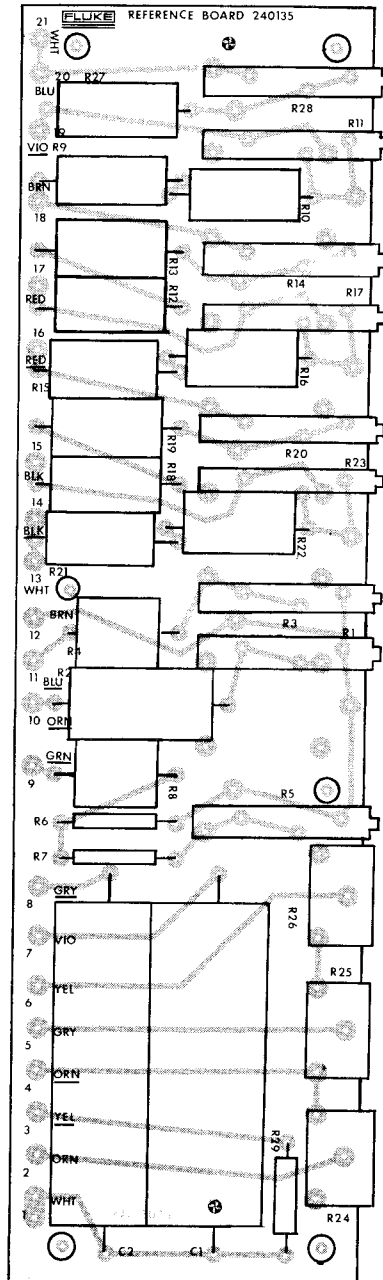 FLUKE REFERENCE BOARD 240135
21
WHT
20 R27
BLU
R28
19
R11
VIO R9
BRN
R10
18
R13
17
R14
RED
R12
R17
16
RED
R16
R15
15
R19
R20
R18
R23
BLK
14
BLK
R22
R21
13
WHT
BRN
R3
R1
12
R4
11
R2
BLU
10
ORN
GRN
9
R8
R5
R6
R7
8
GRY
R26
7
VIO
R25
6
YEL
5
GRY
ORN
4
YEL
3
R29
ORN
2
WHT
R24
1
C2
C1